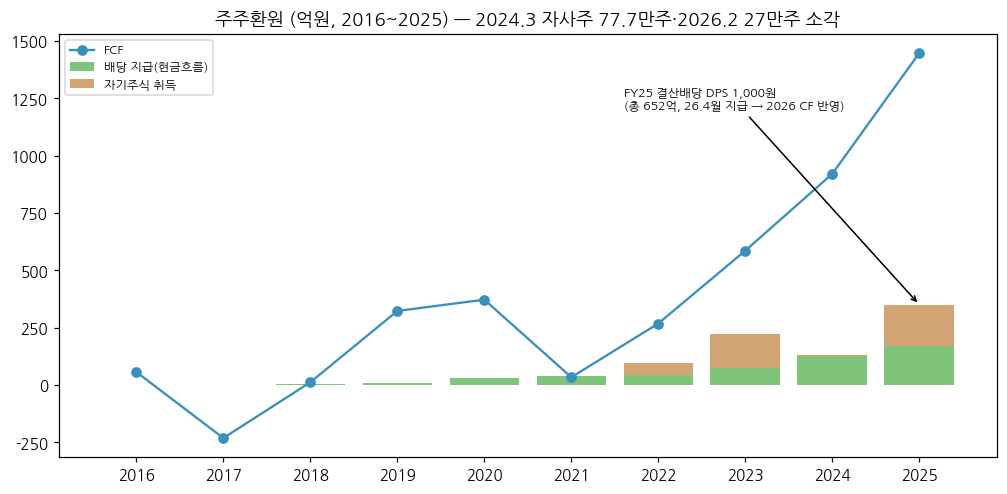 주주환원 (억원, 2016~2025) — 2024.3 자사주 77.7만주·2026.2 27만주 소각
FCF
배당 지급(현금흐름)
자기주식 취득
FY25 결산배당 DPS 1,000원
(총 652억, 26.4월 지급 → 2026 CF 반영)
1500
1250
1000
750
500
250
0
-250
2016 2017 2018 2019 2020 2021 2022 2023 2024 2025